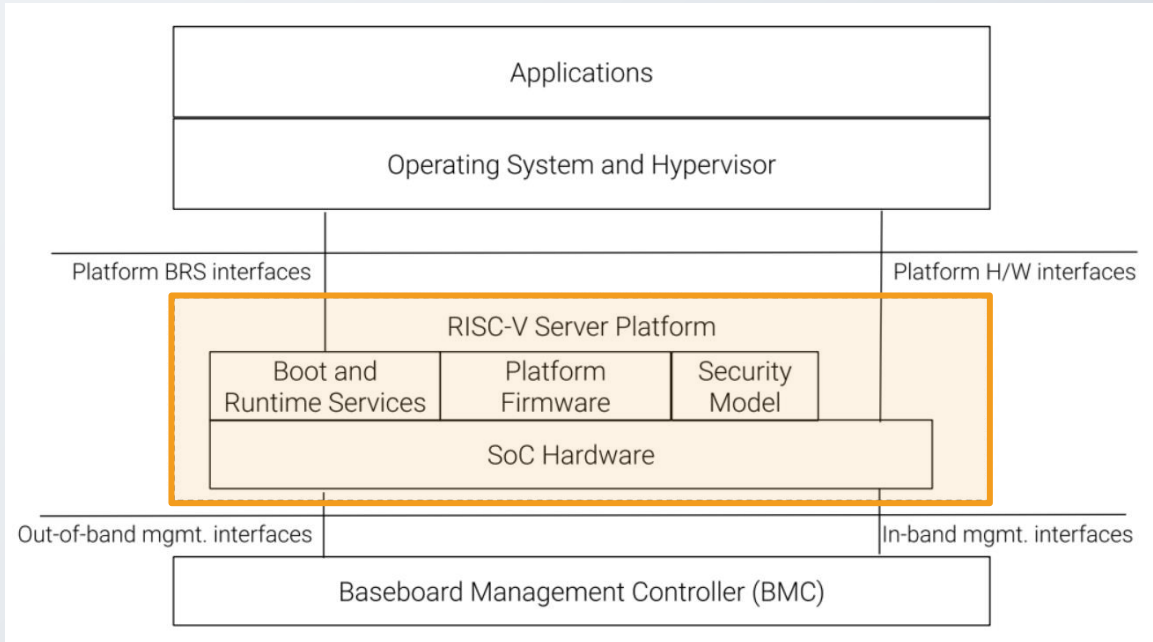 Applications
Operating System and Hypervisor
Platform BRS interfaces
Platform H/W interfaces
RISC-V Server Platform
Boot and
Runtime Services
Platform
Firmware
Security
Model
SoC Hardware
Out-of-band mgmt. interfaces
In-band mgmt. interfaces
Baseboard Management Controller (BMC)